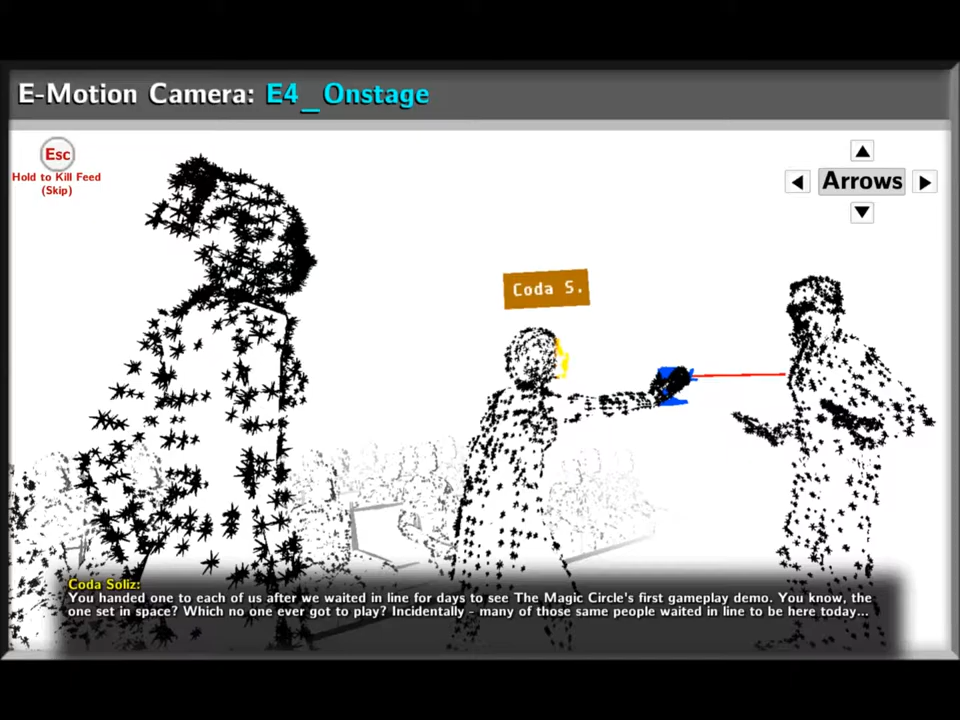 E-Motion Camera: E4_Onstage
Esc
Hold to Kill Feed
(Skip)
Arrows
Coda S.
Coda Soliz:
You handed one to each of us after we waited in line for days to see The Magic Circle's first gameplay demo. You know, the
one set in space? Which no one ever got to play? Incidentally - many of those same people waited in line to be here today...